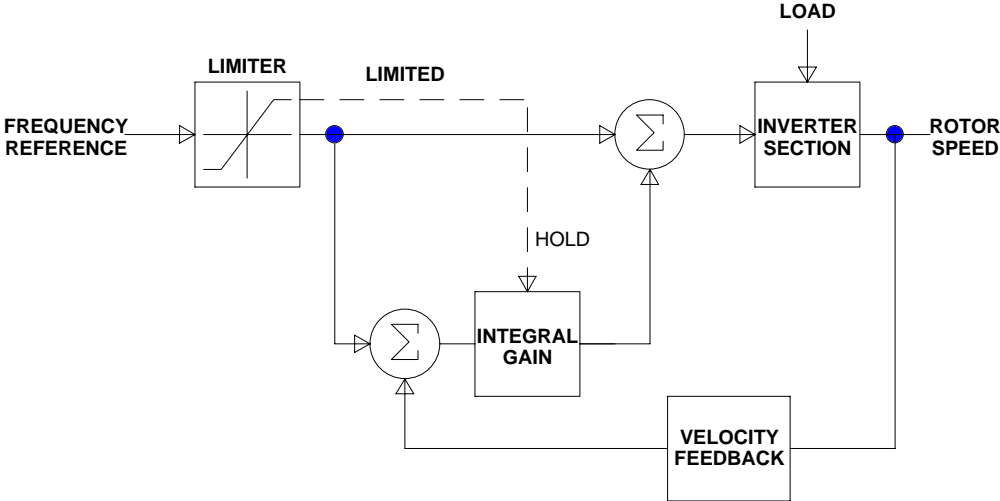 LOAD
LIMITER
LIMITED
FREQUENCY
REFERENCE
Σ
INVERTER
SECTION
ROTOR
SPEED
HOLD
Σ
INTEGRAL
GAIN
VELOCITY
FEEDBACK